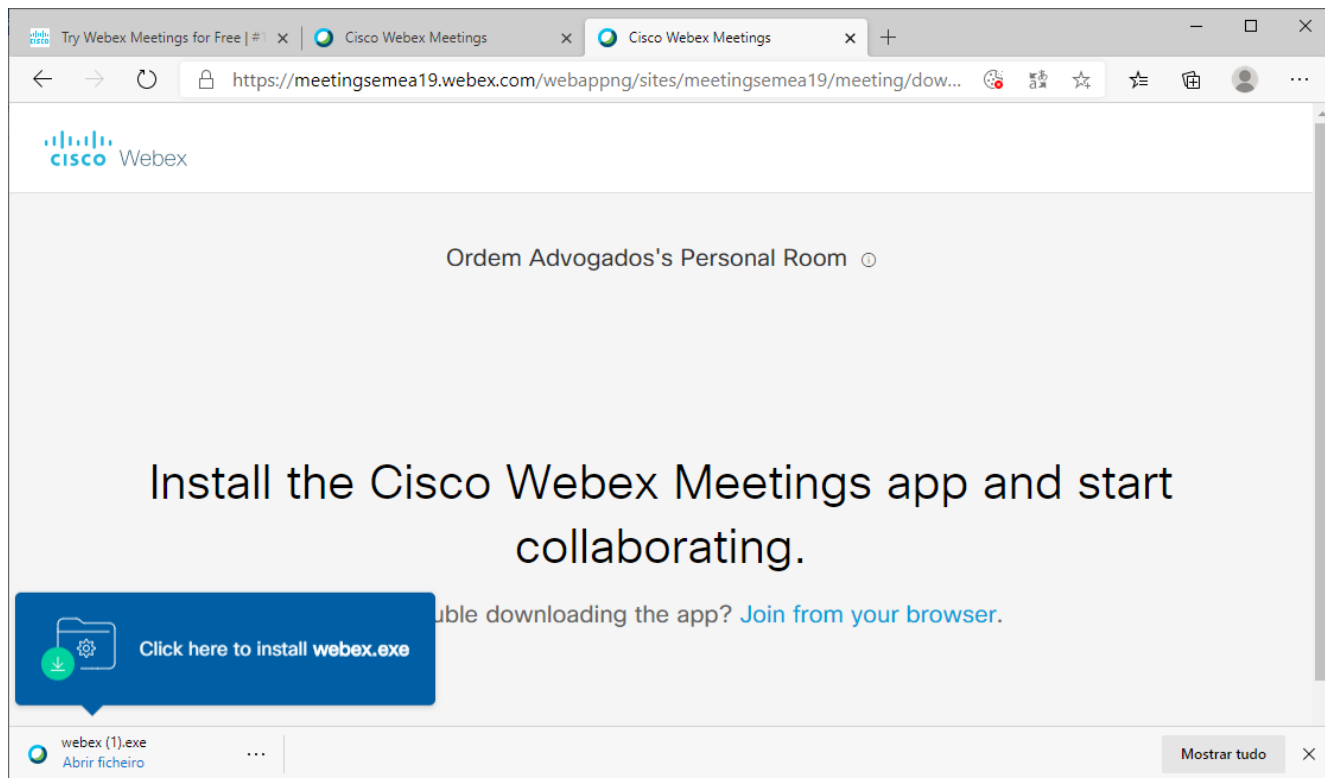 Try Webex Meetings for Free | #1
Cisco Webex Meetings
Cisco Webex Meetings
https://meetingsemea19.webex.com/webappng/sites/meetingsemea19/meeting/dow...
CISCO Webex
Ordem Advogados's Personal Room
Install the Cisco Webex Meetings app and start
collaborating.
downloading the app? Join from your browser.
Click here to install webex.exe
webex (1).exe
Abrir ficheiro
Mostrar tudo